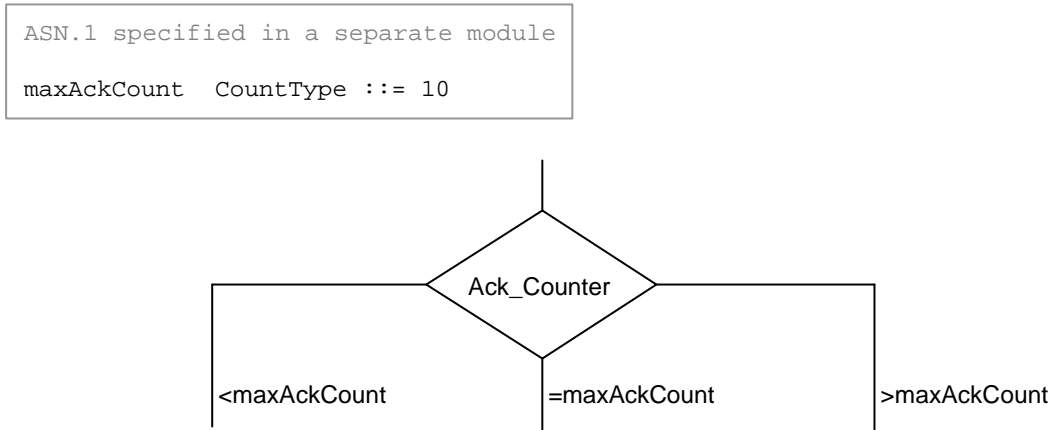 ASN.1 specified in a separate module
maxAckCount  CountType ::= 10
Ack_Counter
<maxAckCount
=maxAckCount
>maxAckCount